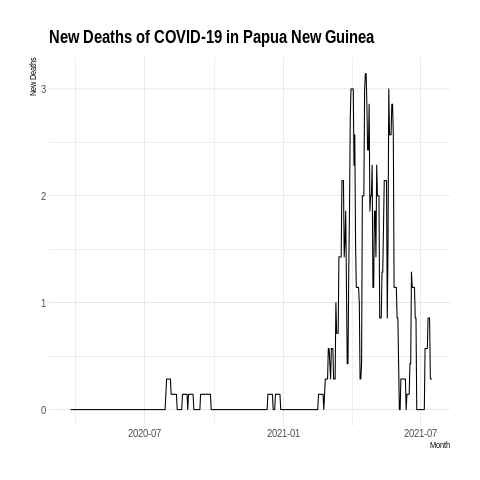 New Deaths of COVID-19 in Papua New Guinea
New Deaths
3
2
1
0
2020-07
2021-01
2021-07
Month